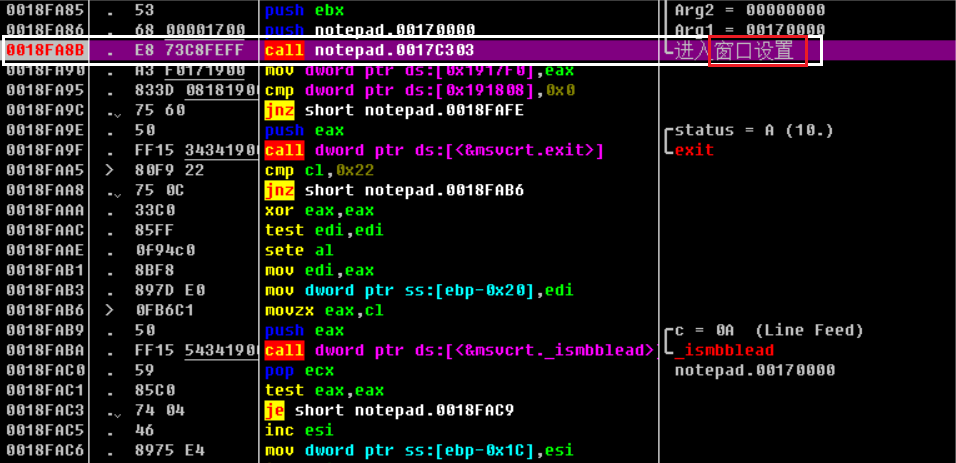 0018FA85 . 53 push ebx Arg2 = 00000000
0018FA86 . 68 00001700 push notepad.00170000 Arg1 = 00170000
0018FA8B . E8 73C8FEFF call notepad.0017C303 进入窗口设置
0018FA90 . A3 F0171900 mov dword ptr ds:[0x1917F0],eax
0018FA95 . 833D 08181900 cmp dword ptr ds:[0x191808],0x0
0018FA9C . 75 60 jnz short notepad.0018FAFE
0018FA9E . 50 push eax status = A (10.)
0018FA9F . FF15 34341900 call dword ptr ds:[<&msvcrt.exit>] exit
0018FAA5 > 80F9 22 cmp cl,0x22
0018FAA8 . 75 0C jnz short notepad.0018FAB6
0018FAAA . 33C0 xor eax,eax
0018FAAC . 85FF test edi,edi
0018FAAE . 0f94c0 sete al
0018FAB1 . 8BF8 mov edi,eax
0018FAB3 . 897D E0 mov dword ptr ss:[ebp-0x20],edi
0018FAB6 > 0FB6C1 movzx eax,cl
0018FAB9 . 50 push eax c = 0A (Line Feed)
0018FABA . FF15 54341900 call dword ptr ds:[<&msvcrt._ismbblead> _ismbblead
0018FAC0 . 59 pop ecx notepad.00170000
0018FAC1 . 85C0 test eax,eax
0018FAC3 . 74 04 je short notepad.0018FAC9
0018FAC5 . 46 inc esi
0018FAC6 . 8975 E4 mov dword ptr ss:[ebp-0x1C],esi